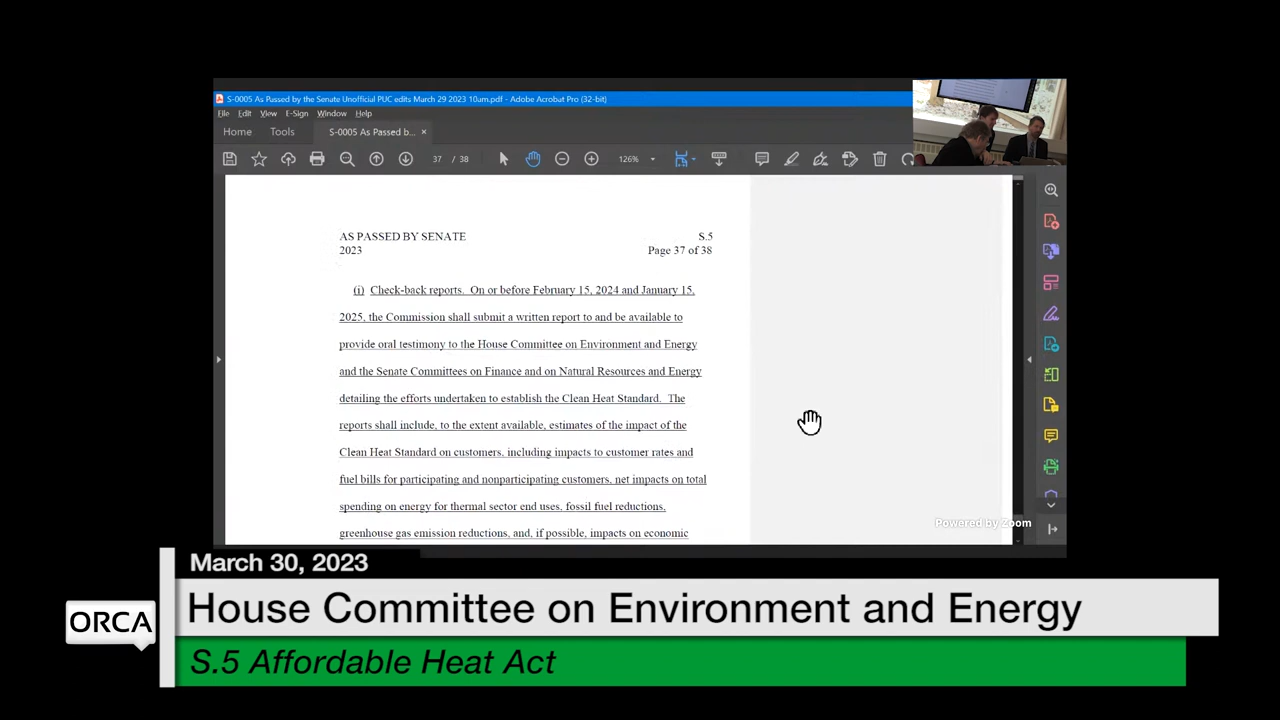 S-0005 As Passed by the Senate Unofficial PUC edits March 29 2023 10am.pdf - Adobe Acrobat Pro (32-bit)
File Edit View E-Sign Window Help
Home Tools S-0005 As Passed b... ×
37 / 38 126%
AS PASSED BY SENATE S.5
2023 Page 37 of 38
(i) Check-back reports. On or before February 15, 2024 and January 15,
2025, the Commission shall submit a written report to and be available to
provide oral testimony to the House Committee on Environment and Energy
and the Senate Committees on Finance and on Natural Resources and Energy
detailing the efforts undertaken to establish the Clean Heat Standard. The
reports shall include, to the extent available, estimates of the impact of the
Clean Heat Standard on customers, including impacts to customer rates and
fuel bills for participating and nonparticipating customers, net impacts on total
spending on energy for thermal sector end uses, fossil fuel reductions,
greenhouse gas emission reductions, and, if possible, impacts on economic
Powered by Zoom
March 30, 2023
House Committee on Environment and Energy
ORCA
S.5 Affordable Heat Act